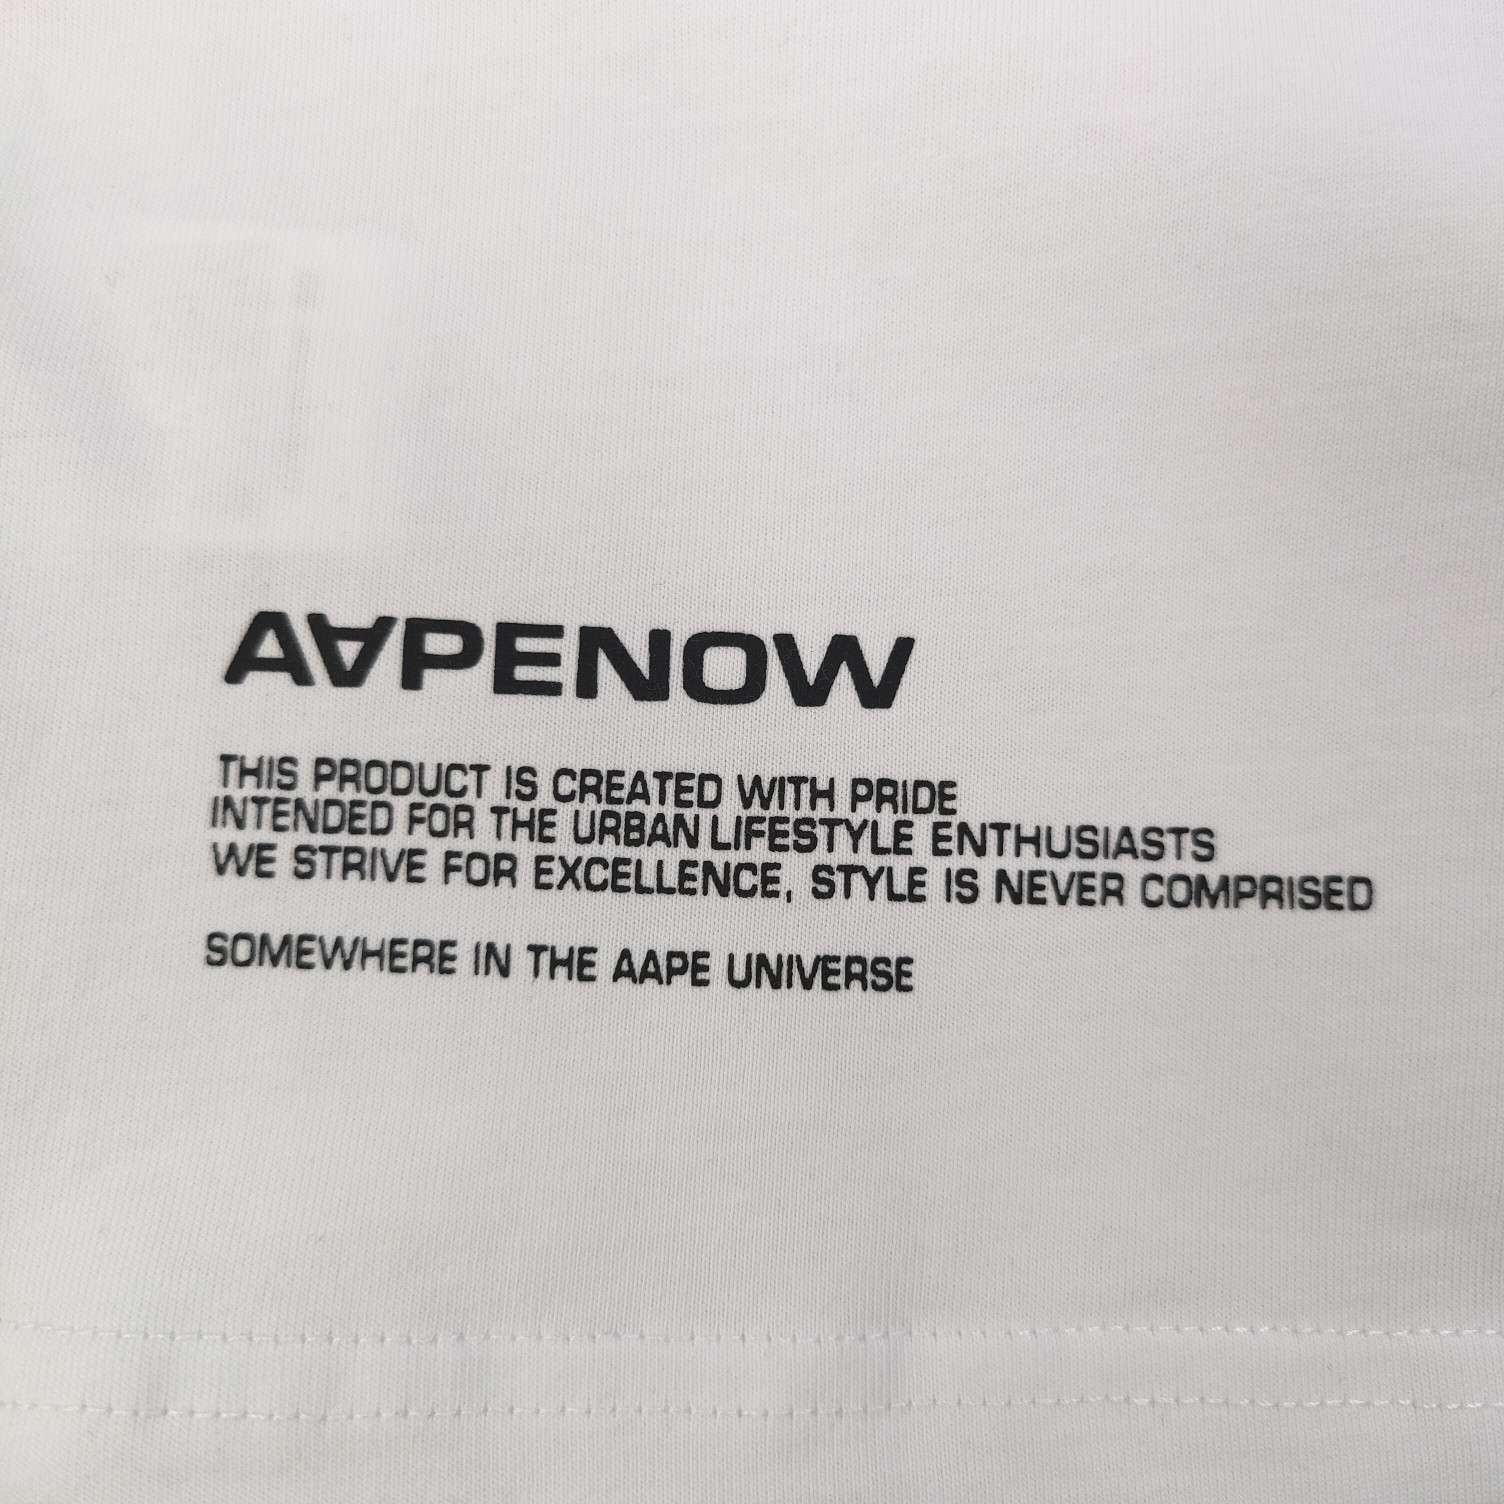 AAPENOW
THIS PRODUCT IS CREATED WITH PRIDE
INTENDED FOR THE URBAN LIFESTYLE ENTHUSIASTS
WE STRIVE FOR EXCELLENCE, STYLE IS NEVER COMPRISED
SOMEWHERE IN THE AAPE UNIVERSE